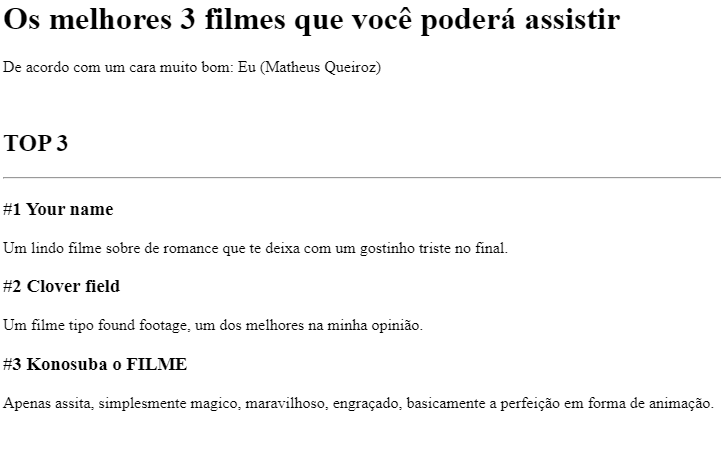 Os melhores 3 filmes que você poderá assistir
De acordo com um cara muito bom: Eu (Matheus Queiroz)
TOP 3
#1 Your name
Um lindo filme sobre de romance que te deixa com um gostinho triste no final.
#2 Clover field
Um filme tipo found footage, um dos melhores na minha opinião.
#3 Konosuba o FILME
Apenas assita, simplesmente magico, maravilhoso, engraçado, basicamente a perfeição em forma de animação.